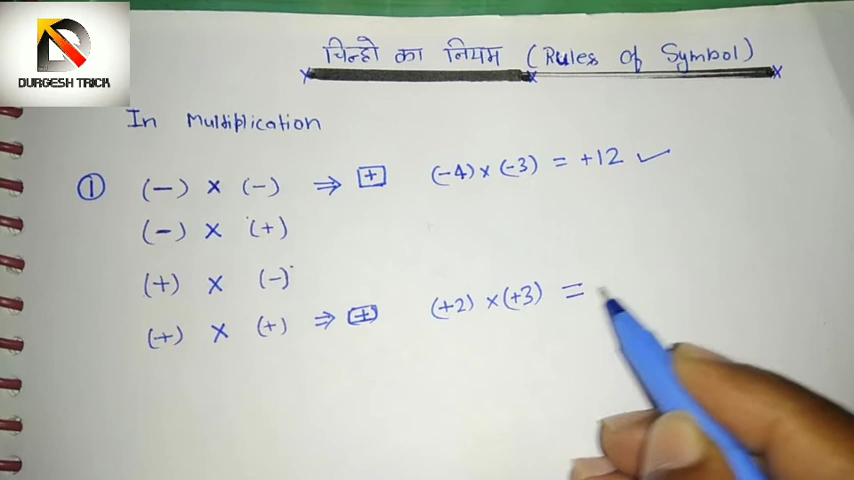 DURGESH TRICK
चिन्हो का नियम (Rules of Symbol)
In Multiplication
① (-) × (-) ⇒ + (-4) × (-3) = +12 ✓
(-) × (+)
(+) × (-)
(+) × (+) ⇒ + (+2) × (+3) =